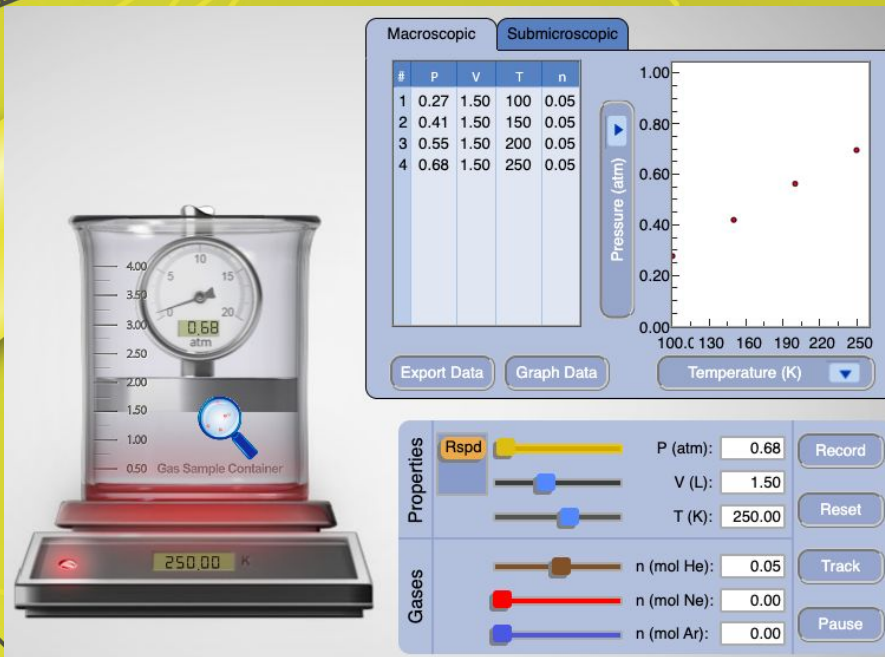 Macroscopic Submicroscopic
# P V T n
1 0.27 1.50 100 0.05
2 0.41 1.50 150 0.05
3 0.55 1.50 200 0.05
4 0.68 1.50 250 0.05
Export Data Graph Data
Pressure (atm)
1.00
0.80
0.60
0.40
0.20
0.00
100.0 130 160 190 220 250
Temperature (K)
0 5 10 15 20
0.68
atm
4.00
3.50
3.00
2.50
2.00
1.50
1.00
0.50 Gas Sample Container
250.00 K
Properties
Rspd
P (atm): 0.68
V (L): 1.50
T (K): 250.00
Gases
n (mol He): 0.05
n (mol Ne): 0.00
n (mol Ar): 0.00
Record
Reset
Track
Pause